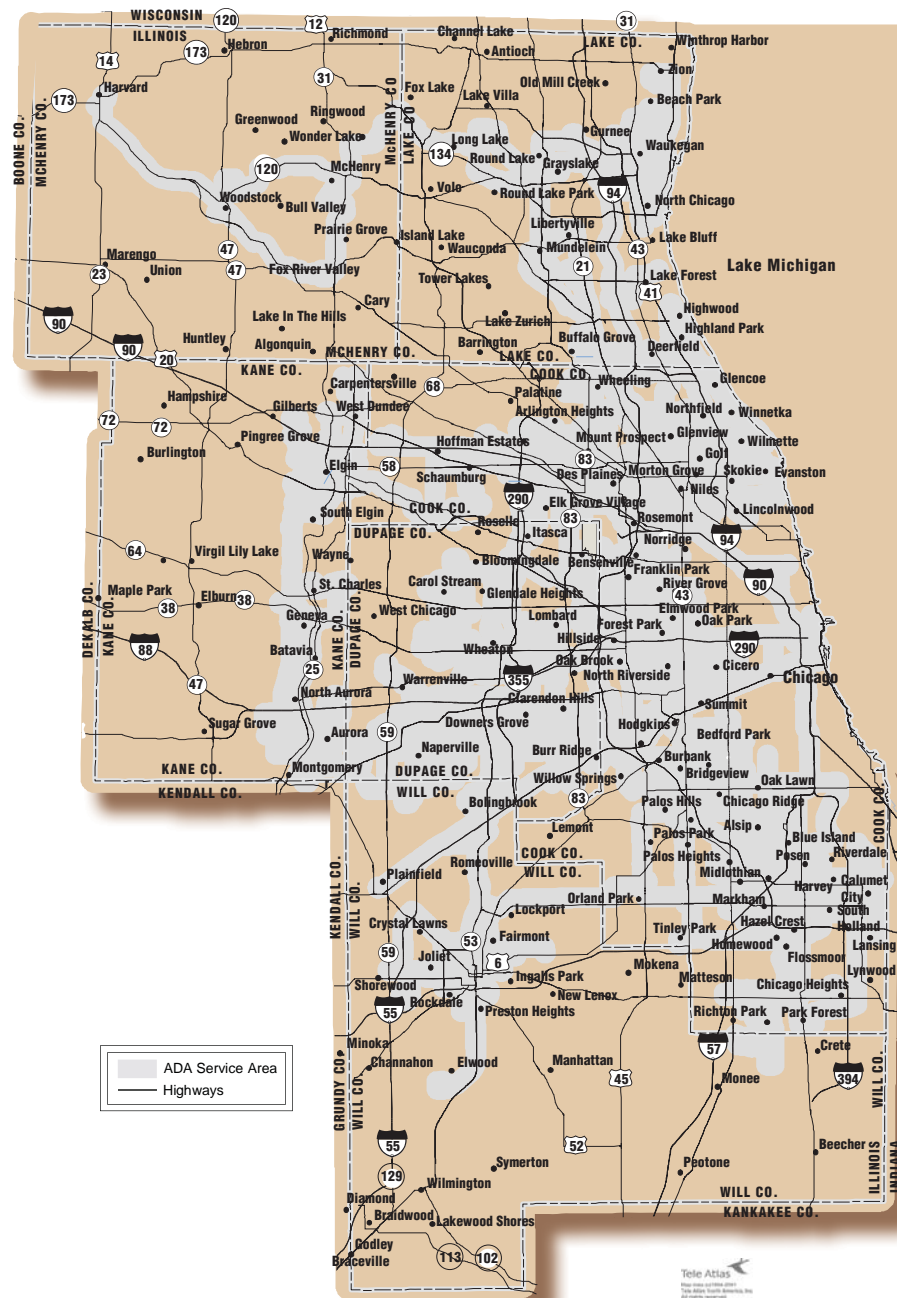 WISCONSIN
ILLINOIS
120
12
31
Richmond
Channel Lake
LAKE CO.
Winthrop Harbor
173
Hebron
Antioch
14
Zion
31
Old Mill Creek
Harvard
Fox Lake
Lake Villa
Beach Park
173
Ringwood
Greenwood
MCHENRY CO
LAKE CO
Gurnee
Wonder Lake
Long Lake
Waukegan
BOONE CO.
MCHENRY CO.
134
Round Lake
Grayslake
120
McHenry
94
Volo
Round Lake Park
Woodstock
Bull Valley
North Chicago
Libertyville
Prairie Grove
Island Lake
Lake Bluff
47
Wauconda
Mundelein
43
Marengo
Lake Michigan
23
Union
47
Fox River Valley
21
Tower Lakes
Lake Forest
41
Cary
Highwood
90
Lake In The Hills
Lake Zurich
Highland Park
90
Huntley
Algonquin
Buffalo Grove
Barrington
Deerfield
20
MCHENRY CO.
LAKE CO.
KANE CO.
COOK CO.
Carpentersville
68
Wheeling
Glencoe
Hampshire
Palatine
Gilberts
West Dundee
Arlington Heights
Northfield
Winnetka
72
72
Pingree Grove
Hoffman Estates
Mount Prospect
Glenview
Wilmette
Burlington
83
Golf
Elgin
58
Schaumburg
Des Plaines
Morton Grove
Skokie
Evanston
290
Niles
South Elgin
COOK CO.
Elk Grove Village
Lincolnwood
Roselle
83
Rosemont
DUPAGE CO.
Itasca
94
64
Virgil
Lily Lake
Wayne
Bloomingdale
Bensenville
Norridge
Franklin Park
St. Charles
Carol Stream
90
Maple Park
Elburn
38
38
Glendale Heights
River Grove
43
Geneva
West Chicago
Elmwood Park
DEKALB CO.
KANE CO.
KANE CO.
DUPAGE CO.
Lombard
Forest Park
Oak Park
88
Batavia
Wheaton
Hillside
290
25
Oak Brook
Cicero
355
North Riverside
Chicago
47
North Aurora
Warrenville
Clarendon Hills
Summit
Sugar Grove
59
Downers Grove
Hodgkins
Aurora
Bedford Park
Naperville
Burr Ridge
Burbank
KANE CO.
Montgomery
DUPAGE CO.
Willow Springs
Bridgeview
Oak Lawn
KENDALL CO.
WILL CO.
83
Bolingbrook
Palos Hills
Chicago Ridge
Lemont
Alsip
COOK CO.
Palos Park
Blue Island
COOK CO.
Palos Heights
Posen
Riverdale
Romeoville
WILL CO.
Midlothian
Plainfield
Harvey
Calumet
City
KENDALL CO.
WILL CO.
Orland Park
Markham
Lockport
South
Holland
Crystal Lawns
Hazel Crest
53
Fairmont
Tinley Park
Homewood
Lansing
59
Joliet
6
Flossmoor
Mokena
Shorewood
Ingalls Park
Matteson
Chicago Heights
Lynwood
Rockdale
New Lenox
55
Preston Heights
Richton Park
Park Forest
Minoka
57
Crete
Channahon
Elwood
Manhattan
ADA Service Area
Highways
45
394
Monee
GRUNDY CO.
WILL CO.
WILL CO.
55
52
Beecher
129
Symerton
Peotone
ILLINOIS
INDIANA
Wilmington
WILL CO.
Diamond
KANKAKEE CO.
Braidwood
Lakewood Shores
Godley
Braceville
113
102
Tele Atlas